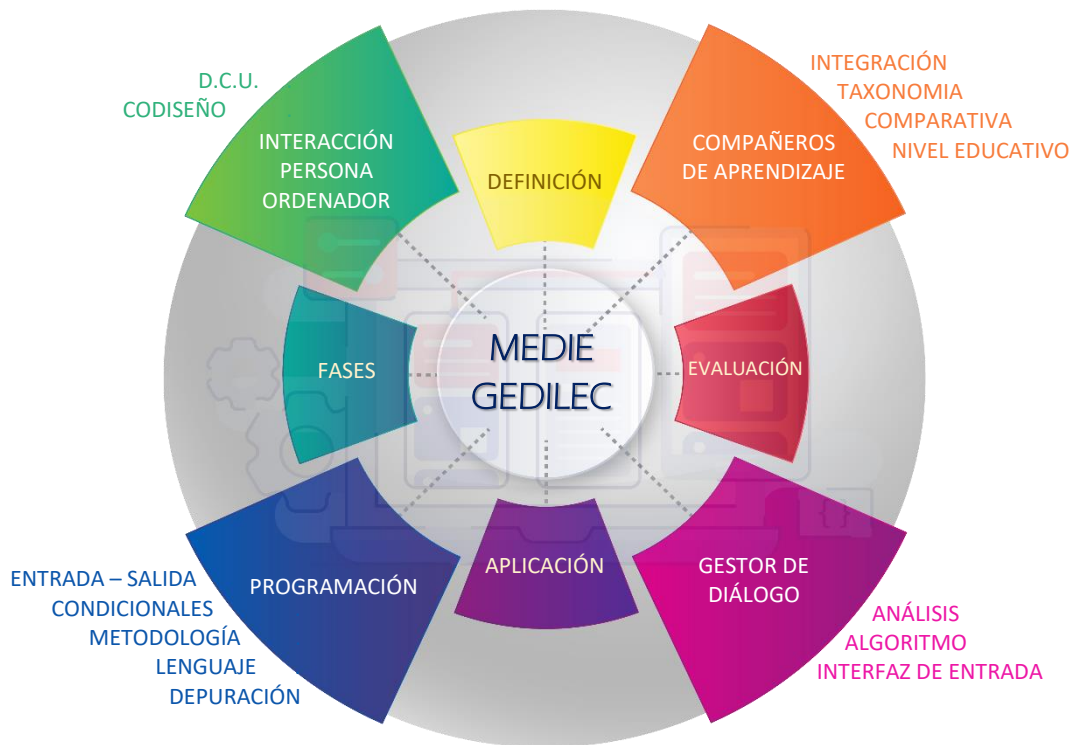 D.C.U.
CODISEÑO
INTERACCIÓN
PERSONA
ORDENADOR
DEFINICIÓN
COMPAÑEROS
DE APRENDIZAJE
INTEGRACIÓN
TAXONOMIA
COMPARATIVA
NIVEL EDUCATIVO
FASES
MEDIE
GEDILEC
EVALUACIÓN
ENTRADA – SALIDA
CONDICIONALES
METODOLOGÍA
LENGUAJE
DEPURACIÓN
PROGRAMACIÓN
APLICACIÓN
GESTOR DE
DIÁLOGO
ANÁLISIS
ALGORITMO
INTERFAZ DE ENTRADA